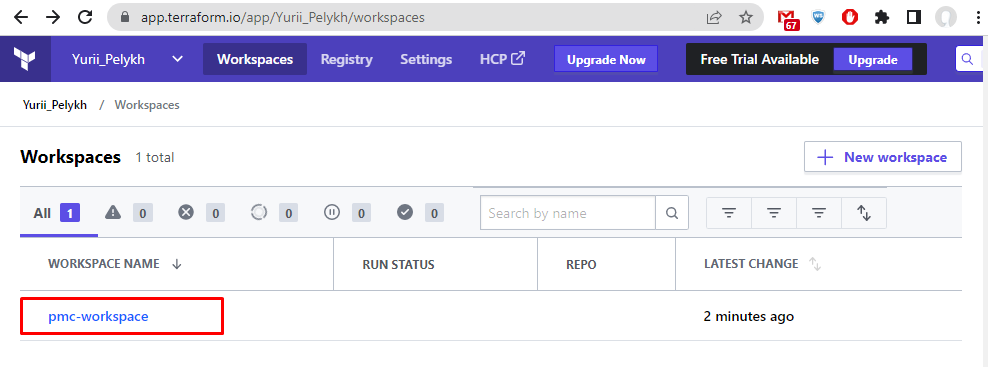 app.terraform.io/app/Yurii_Pelykh/workspaces
67
Yurii_Pelykh Workspaces Registry Settings HCP Upgrade Now Free Trial Available Upgrade
Yurii_Pelykh / Workspaces
Workspaces 1 total New workspace
All 1 0 0 0 0 0 Search by name
WORKSPACE NAME RUN STATUS REPO LATEST CHANGE
pmc-workspace 2 minutes ago